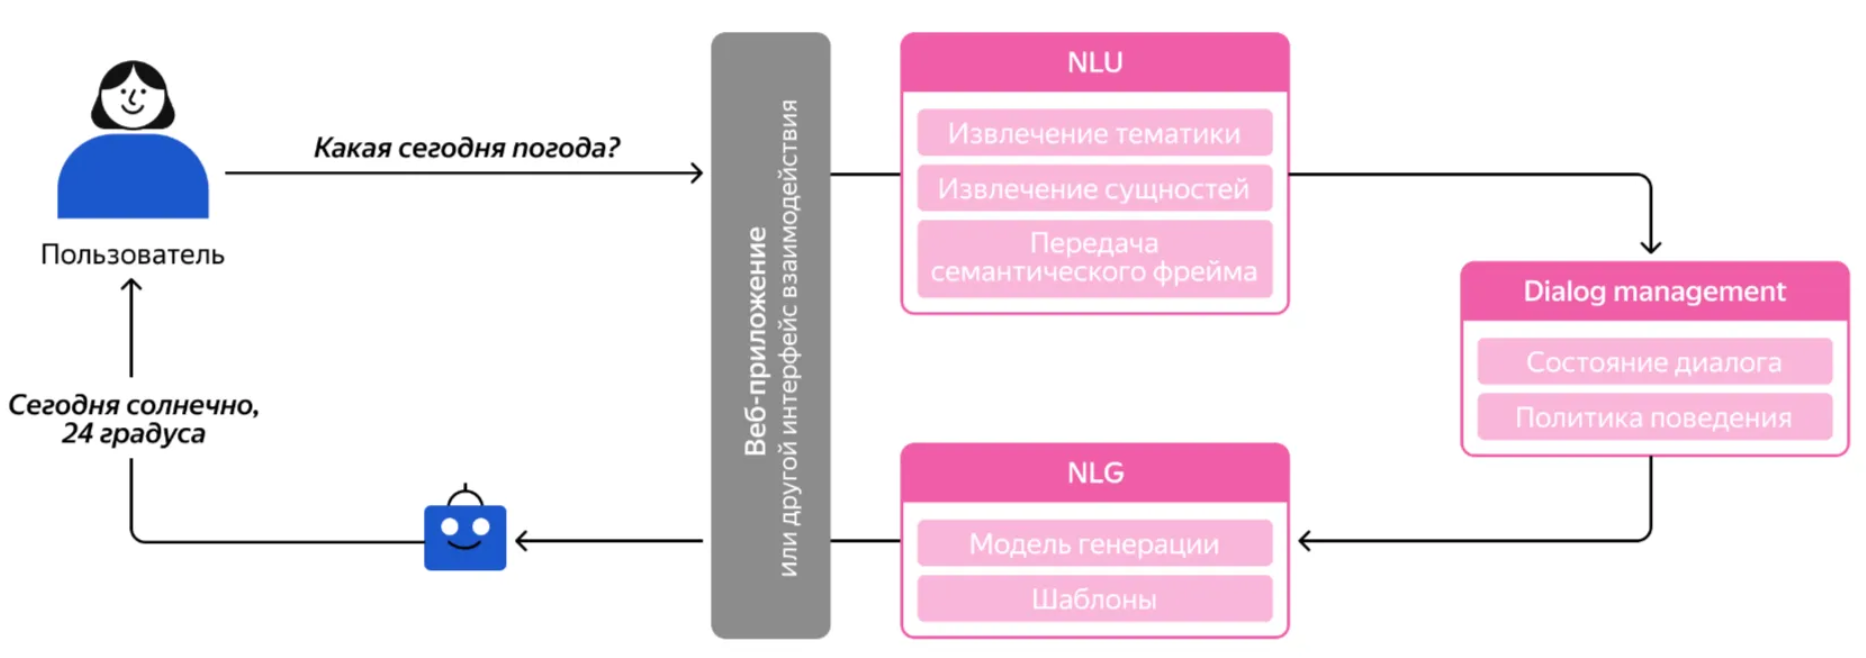 Какая сегодня погода?
Пользователь
Сегодня солнечно,
24 градуса
Веб-приложение
или другой интерфейс взаимодействия
NLU
Извлечение тематики
Извлечение сущностей
Передача
семантического фрейма
Dialog management
Состояние диалога
Политика поведения
NLG
Модель генерации
Шаблоны